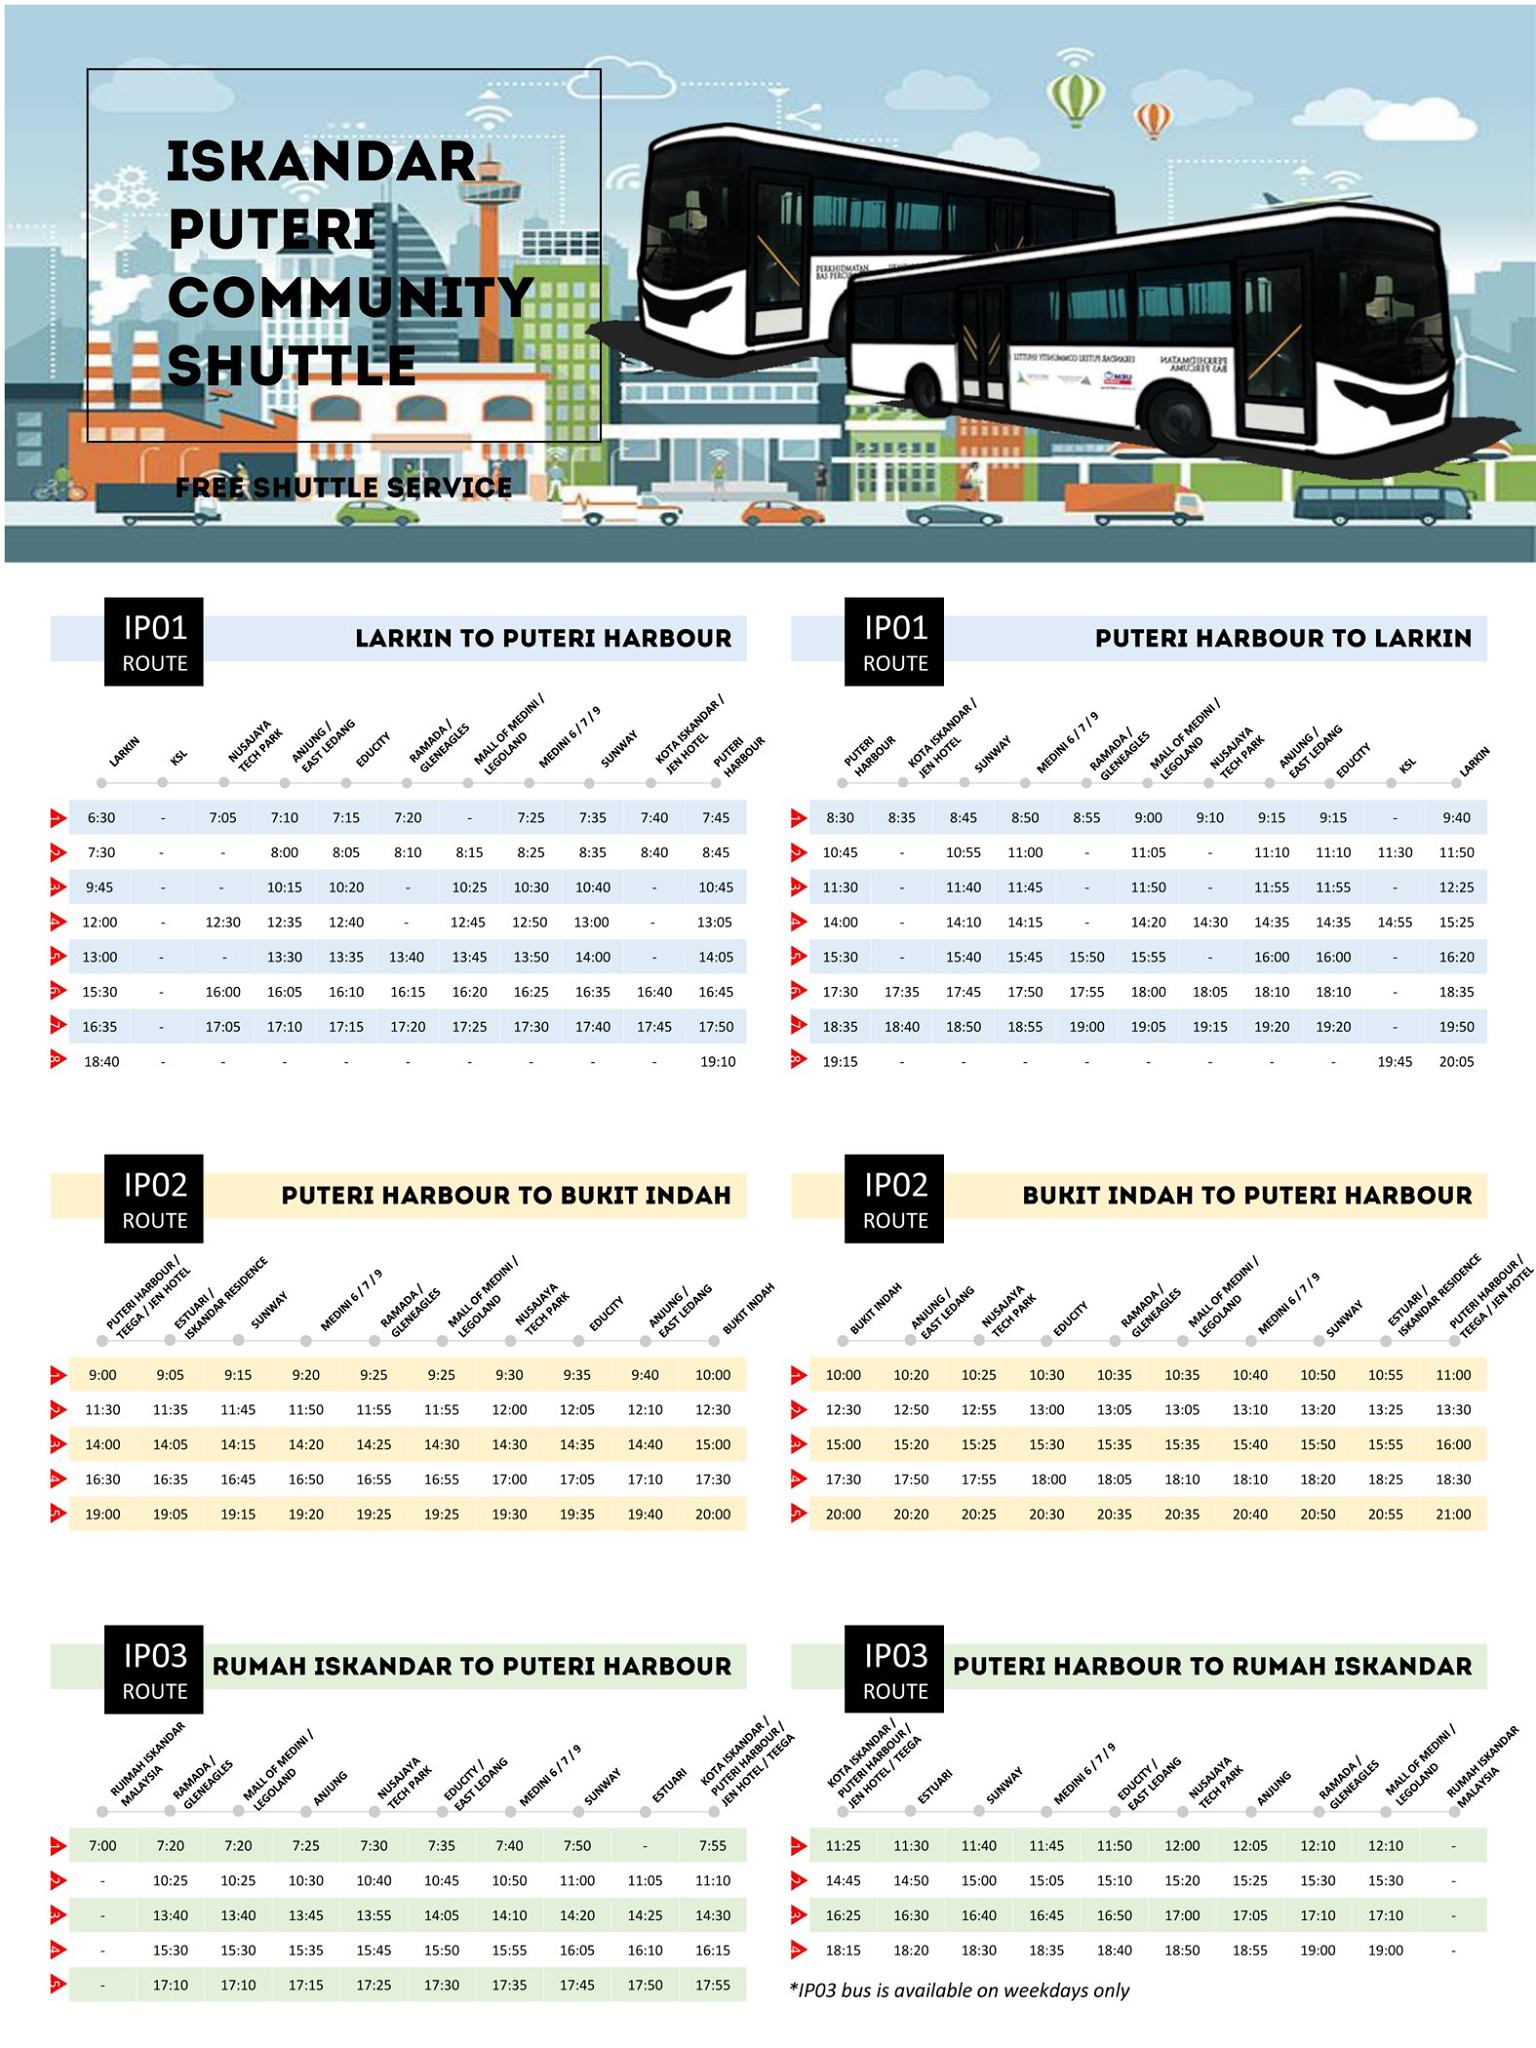 ISKANDAR
PUTERI
COMMUNITY
SHUTTLE
FREE SHUTTLE SERVICE
PERKHIDMATAN
BAS PERCUMA
ISKANDAR PUTERI COMMUNITY SHUTTLE
PERKHIDMATAN
BAS PERCUMA
IP01
ROUTE
LARKIN TO PUTERI HARBOUR
LARKIN
KSL
NUSAJAYA
TECH PARK
ANJUNG /
EAST LEDANG
EDUCITY
RAMADA /
GLENEAGLES
MALL OF MEDINI /
LEGOLAND
MEDINI 6 / 7 / 9
SUNWAY
KOTA ISKANDAR /
JEN HOTEL
PUTERI
HARBOUR
1 6:30 - 7:05 7:10 7:15 7:20 - 7:25 7:35 7:40 7:45
2 7:30 - - 8:00 8:05 8:10 8:15 8:25 8:35 8:40 8:45
3 9:45 - - 10:15 10:20 - 10:25 10:30 10:40 - 10:45
4 12:00 - 12:30 12:35 12:40 - 12:45 12:50 13:00 - 13:05
5 13:00 - - 13:30 13:35 13:40 13:45 13:50 14:00 - 14:05
6 15:30 - 16:00 16:05 16:10 16:15 16:20 16:25 16:35 16:40 16:45
7 16:35 - 17:05 17:10 17:15 17:20 17:25 17:30 17:40 17:45 17:50
8 18:40 - - - - - - - - - 19:10
IP01
ROUTE
PUTERI HARBOUR TO LARKIN
PUTERI
HARBOUR
KOTA ISKANDAR /
JEN HOTEL
SUNWAY
MEDINI 6 / 7 / 9
RAMADA /
GLENEAGLES
MALL OF MEDINI /
LEGOLAND
NUSAJAYA
TECH PARK
ANJUNG /
EAST LEDANG
EDUCITY
KSL
LARKIN
1 8:30 8:35 8:45 8:50 8:55 9:00 9:10 9:15 9:15 - 9:40
2 10:45 - 10:55 11:00 - 11:05 - 11:10 11:10 11:30 11:50
3 11:30 - 11:40 11:45 - 11:50 - 11:55 11:55 - 12:25
4 14:00 - 14:10 14:15 - 14:20 14:30 14:35 14:35 14:55 15:25
5 15:30 - 15:40 15:45 15:50 15:55 - 16:00 16:00 - 16:20
6 17:30 17:35 17:45 17:50 17:55 18:00 18:05 18:10 18:10 - 18:35
7 18:35 18:40 18:50 18:55 19:00 19:05 19:15 19:20 19:20 - 19:50
8 19:15 - - - - - - - - 19:45 20:05
IP02
ROUTE
PUTERI HARBOUR TO BUKIT INDAH
PUTERI HARBOUR /
TEEGA / JEN HOTEL
ESTUARI /
ISKANDAR RESIDENCE
SUNWAY
MEDINI 6 / 7 / 9
RAMADA /
GLENEAGLES
MALL OF MEDINI /
LEGOLAND
NUSAJAYA
TECH PARK
EDUCITY
ANJUNG /
EAST LEDANG
BUKIT INDAH
1 9:00 9:05 9:15 9:20 9:25 9:25 9:30 9:35 9:40 10:00
2 11:30 11:35 11:45 11:50 11:55 11:55 12:00 12:05 12:10 12:30
3 14:00 14:05 14:15 14:20 14:25 14:30 14:30 14:35 14:40 15:00
4 16:30 16:35 16:45 16:50 16:55 16:55 17:00 17:05 17:10 17:30
5 19:00 19:05 19:15 19:20 19:25 19:25 19:30 19:35 19:40 20:00
IP02
ROUTE
BUKIT INDAH TO PUTERI HARBOUR
BUKIT INDAH
ANJUNG /
EAST LEDANG
NUSAJAYA
TECH PARK
EDUCITY
RAMADA /
GLENEAGLES
MALL OF MEDINI /
LEGOLAND
MEDINI 6 / 7 / 9
SUNWAY
ESTUARI /
ISKANDAR RESIDENCE
PUTERI HARBOUR /
TEEGA / JEN HOTEL
1 10:00 10:20 10:25 10:30 10:35 10:35 10:40 10:50 10:55 11:00
2 12:30 12:50 12:55 13:00 13:05 13:05 13:10 13:20 13:25 13:30
3 15:00 15:20 15:25 15:30 15:35 15:35 15:40 15:50 15:55 16:00
4 17:30 17:50 17:55 18:00 18:05 18:10 18:10 18:20 18:25 18:30
5 20:00 20:20 20:25 20:30 20:35 20:35 20:40 20:50 20:55 21:00
IP03
ROUTE
RUMAH ISKANDAR TO PUTERI HARBOUR
RUIMAH ISKANDAR
MALAYSIA
RAMADA /
GLENEAGLES
MALL OF MEDINI /
LEGOLAND
ANJUNG
NUSAJAYA
TECH PARK
EDUCITY /
EAST LEDANG
MEDINI 6 / 7 / 9
SUNWAY
ESTUARI
KOTA ISKANDAR /
PUTERI HARBOUR /
JEN HOTEL / TEEGA
1 7:00 7:20 7:20 7:25 7:30 7:35 7:40 7:50 - 7:55
2 - 10:25 10:25 10:30 10:40 10:45 10:50 11:00 11:05 11:10
3 - 13:40 13:40 13:45 13:55 14:05 14:10 14:20 14:25 14:30
4 - 15:30 15:30 15:35 15:45 15:50 15:55 16:05 16:10 16:15
5 - 17:10 17:10 17:15 17:25 17:30 17:35 17:45 17:50 17:55
IP03
ROUTE
PUTERI HARBOUR TO RUMAH ISKANDAR
KOTA ISKANDAR /
PUTERI HARBOUR /
JEN HOTEL / TEEGA
ESTUARI
SUNWAY
MEDINI 6 / 7 / 9
EDUCITY /
EAST LEDANG
NUSAJAYA
TECH PARK
ANJUNG
RAMADA /
GLENEAGLES
MALL OF MEDINI /
LEGOLAND
RUMAH ISKANDAR
MALAYSIA
1 11:25 11:30 11:40 11:45 11:50 12:00 12:05 12:10 12:10 -
2 14:45 14:50 15:00 15:05 15:10 15:20 15:25 15:30 15:30 -
3 16:25 16:30 16:40 16:45 16:50 17:00 17:05 17:10 17:10 -
4 18:15 18:20 18:30 18:35 18:40 18:50 18:55 19:00 19:00 -
*IP03 bus is available on weekdays only